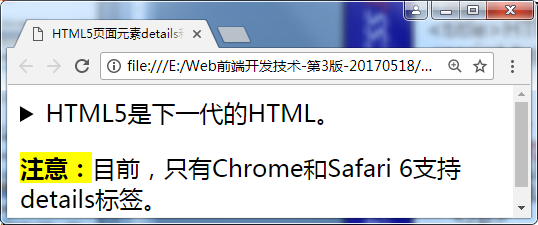 HTML5页面元素details
file:///E:/Web前端开发技术-第3版-20170518/...
HTML5是下一代的HTML。
注意：目前，只有Chrome和Safari 6支持
details标签。